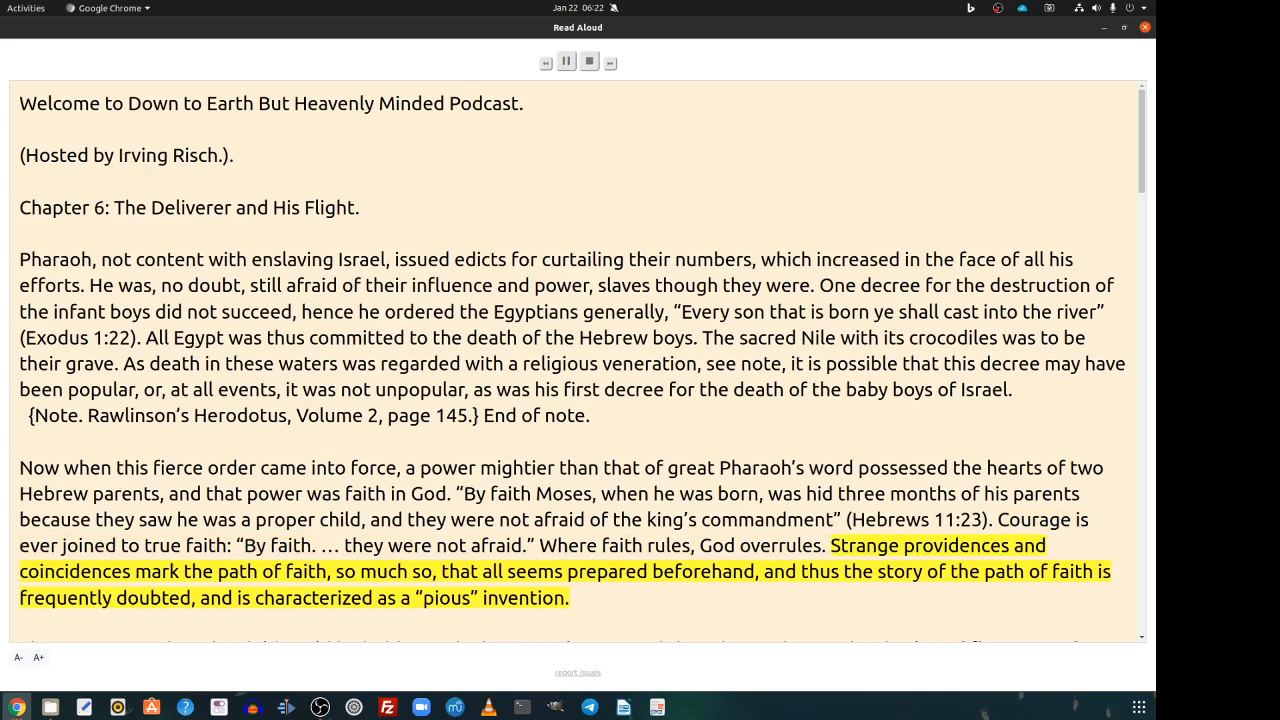 Activities
Google Chrome
Jan 22 06:22
Read Aloud
Welcome to Down to Earth But Heavenly Minded Podcast.
(Hosted by Irving Risch.).
Chapter 6: The Deliverer and His Flight.
Pharaoh, not content with enslaving Israel, issued edicts for curtailing their numbers, which increased in the face of all his
efforts. He was, no doubt, still afraid of their influence and power, slaves though they were. One decree for the destruction of
the infant boys did not succeed, hence he ordered the Egyptians generally, “Every son that is born ye shall cast into the river”
(Exodus 1:22). All Egypt was thus committed to the death of the Hebrew boys. The sacred Nile with its crocodiles was to be
their grave. As death in these waters was regarded with a religious veneration, see note, it is possible that this decree may have
been popular, or, at all events, it was not unpopular, as was his first decree for the death of the baby boys of Israel.
{Note. Rawlinson’s Herodotus, Volume 2, page 145.} End of note.
Now when this fierce order came into force, a power mightier than that of great Pharaoh’s word possessed the hearts of two
Hebrew parents, and that power was faith in God. “By faith Moses, when he was born, was hid three months of his parents
because they saw he was a proper child, and they were not afraid of the king’s commandment” (Hebrews 11:23). Courage is
ever joined to true faith: “By faith. … they were not afraid.” Where faith rules, God overrules. Strange providences and
coincidences mark the path of faith, so much so, that all seems prepared beforehand, and thus the story of the path of faith is
frequently doubted, and is characterized as a “pious” invention.
A-
A+
report issues